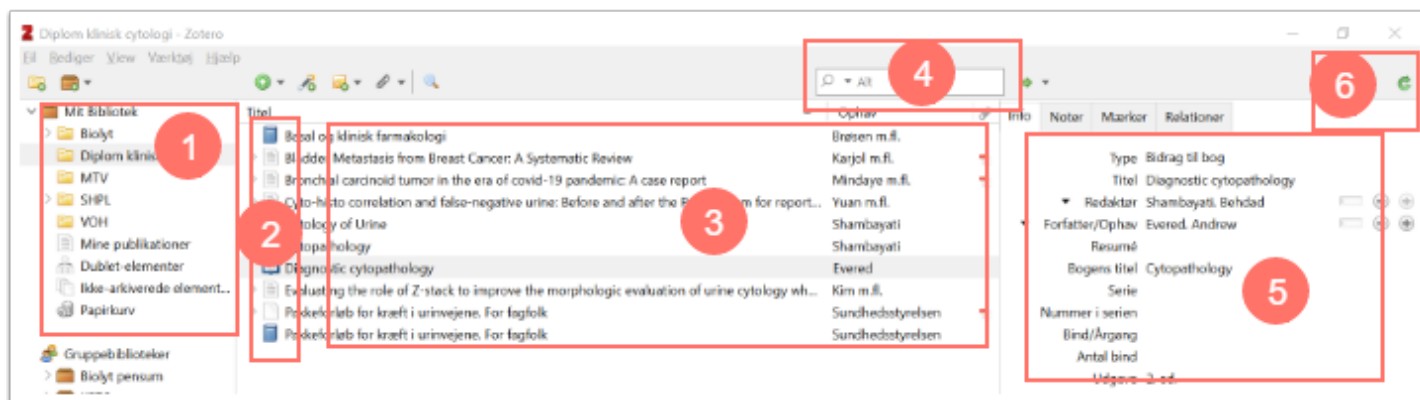 Diplom klinisk cytologi - Zotero
Fil Rediger View Værktøj Hjælp
Alt
4
6
Mit Bibliotek
Biolyt
Diplom klinis
MTV
SHPL
VOH
Mine publikationer
Dublet-elementer
Ikke-arkiverede element...
Papirkurv
Gruppebiblioteker
Biolyt pensum
1
2
3
Titel Ophav
Basal og klinisk farmakologi Brøsen m.fl.
Bladder Metastasis from Breast Cancer: A Systematic Review Karjol m.fl.
Bronchial carcinoid tumor in the era of covid-19 pandemic: A case report Mindaye m.fl.
Cyto-histo correlation and false-negative urine: Before and after the P m for report... Yuan m.fl.
tology of Urine Shambayati
topathology Shambayati
Diagnostic cytopathology Evered
Evaluating the role of Z-stack to improve the morphologic evaluation of urine cytology wh... Kim m.fl.
Pakkeforløb for kræft i urinvejene. For fagfolk Sundhedsstyrelsen
Pakkeforløb for kræft i urinvejene. For fagfolk Sundhedsstyrelsen
Info Noter Mærker Relationer
Type Bidrag til bog
Titel Diagnostic cytopathology
Redaktør Shambayati, Behdad
Forfatter/Ophav Evered, Andrew
Resumé
Bogens titel Cytopathology
Serie
Nummer i serien
Bind/Årgang
Antal bind
Udgave 2. ed.
5